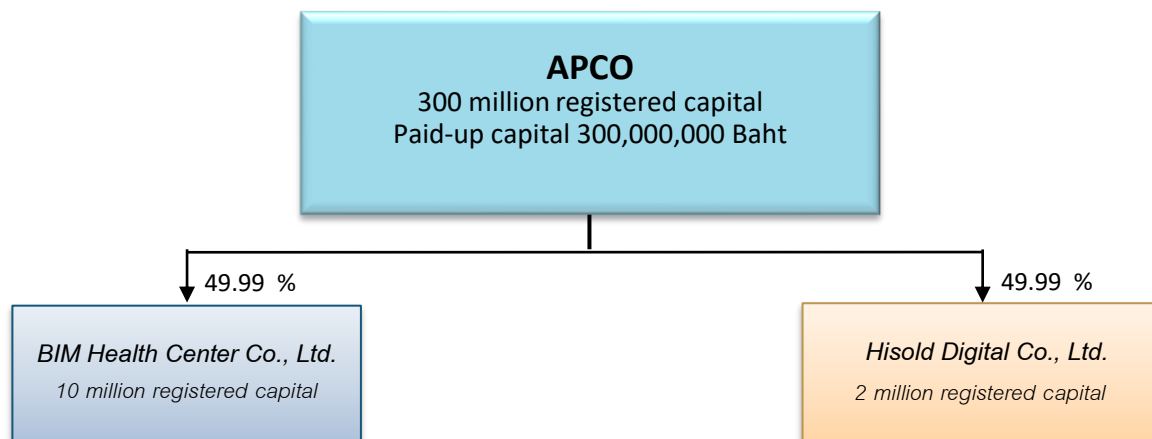 APCO
300 million registered capital
Paid-up capital 300,000,000 Baht
49.99 %
49.99 %
BIM Health Center Co., Ltd.
10 million registered capital
Hisold Digital Co., Ltd.
2 million registered capital